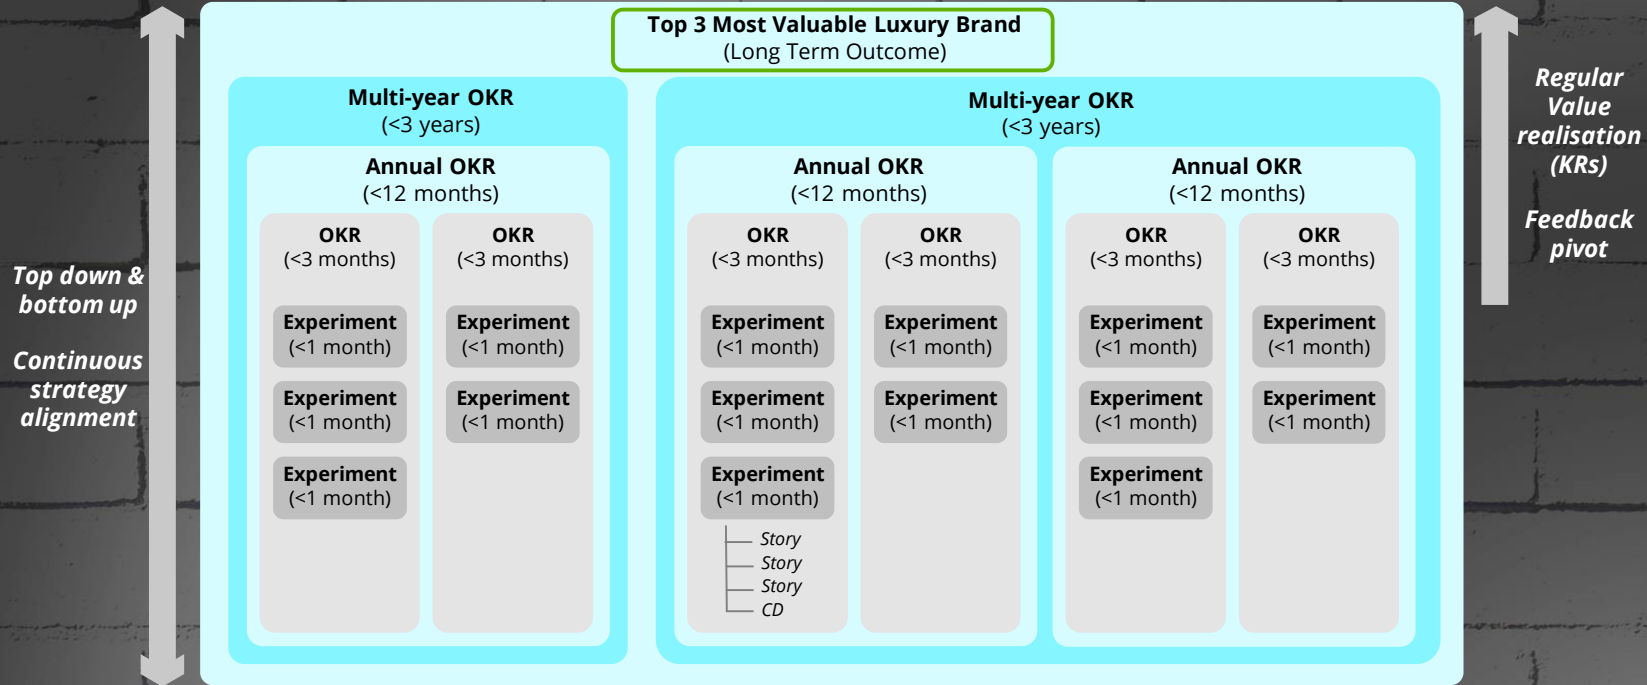 Top 3 Most Valuable Luxury Brand
(Long Term Outcome)
Top down &
bottom up
Continuous
strategy
alignment
Multi-year OKR
(<3 years)
Annual OKR
(<12 months)
OKR
(<3 months)
Experiment
(<1 month)
Experiment
(<1 month)
Experiment
(<1 month)
OKR
(<3 months)
Experiment
(<1 month)
Experiment
(<1 month)
Multi-year OKR
(<3 years)
Annual OKR
(<12 months)
OKR
(<3 months)
Experiment
(<1 month)
Experiment
(<1 month)
Experiment
(<1 month)
Story
Story
Story
CD
OKR
(<3 months)
Experiment
(<1 month)
Experiment
(<1 month)
Annual OKR
(<12 months)
OKR
(<3 months)
Experiment
(<1 month)
Experiment
(<1 month)
Experiment
(<1 month)
OKR
(<3 months)
Experiment
(<1 month)
Experiment
(<1 month)
Regular
Value
realisation
(KRs)
Feedback
pivot